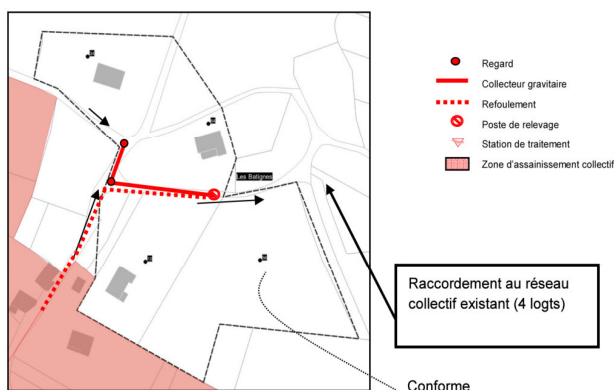 Regard
Collecteur gravitaire
Refoulement
Poste de relevage
Station de traitement
Zone d'assainissement collectif
Les Batignes
Raccordement au réseau
collectif existant (4 logts)
Conforme